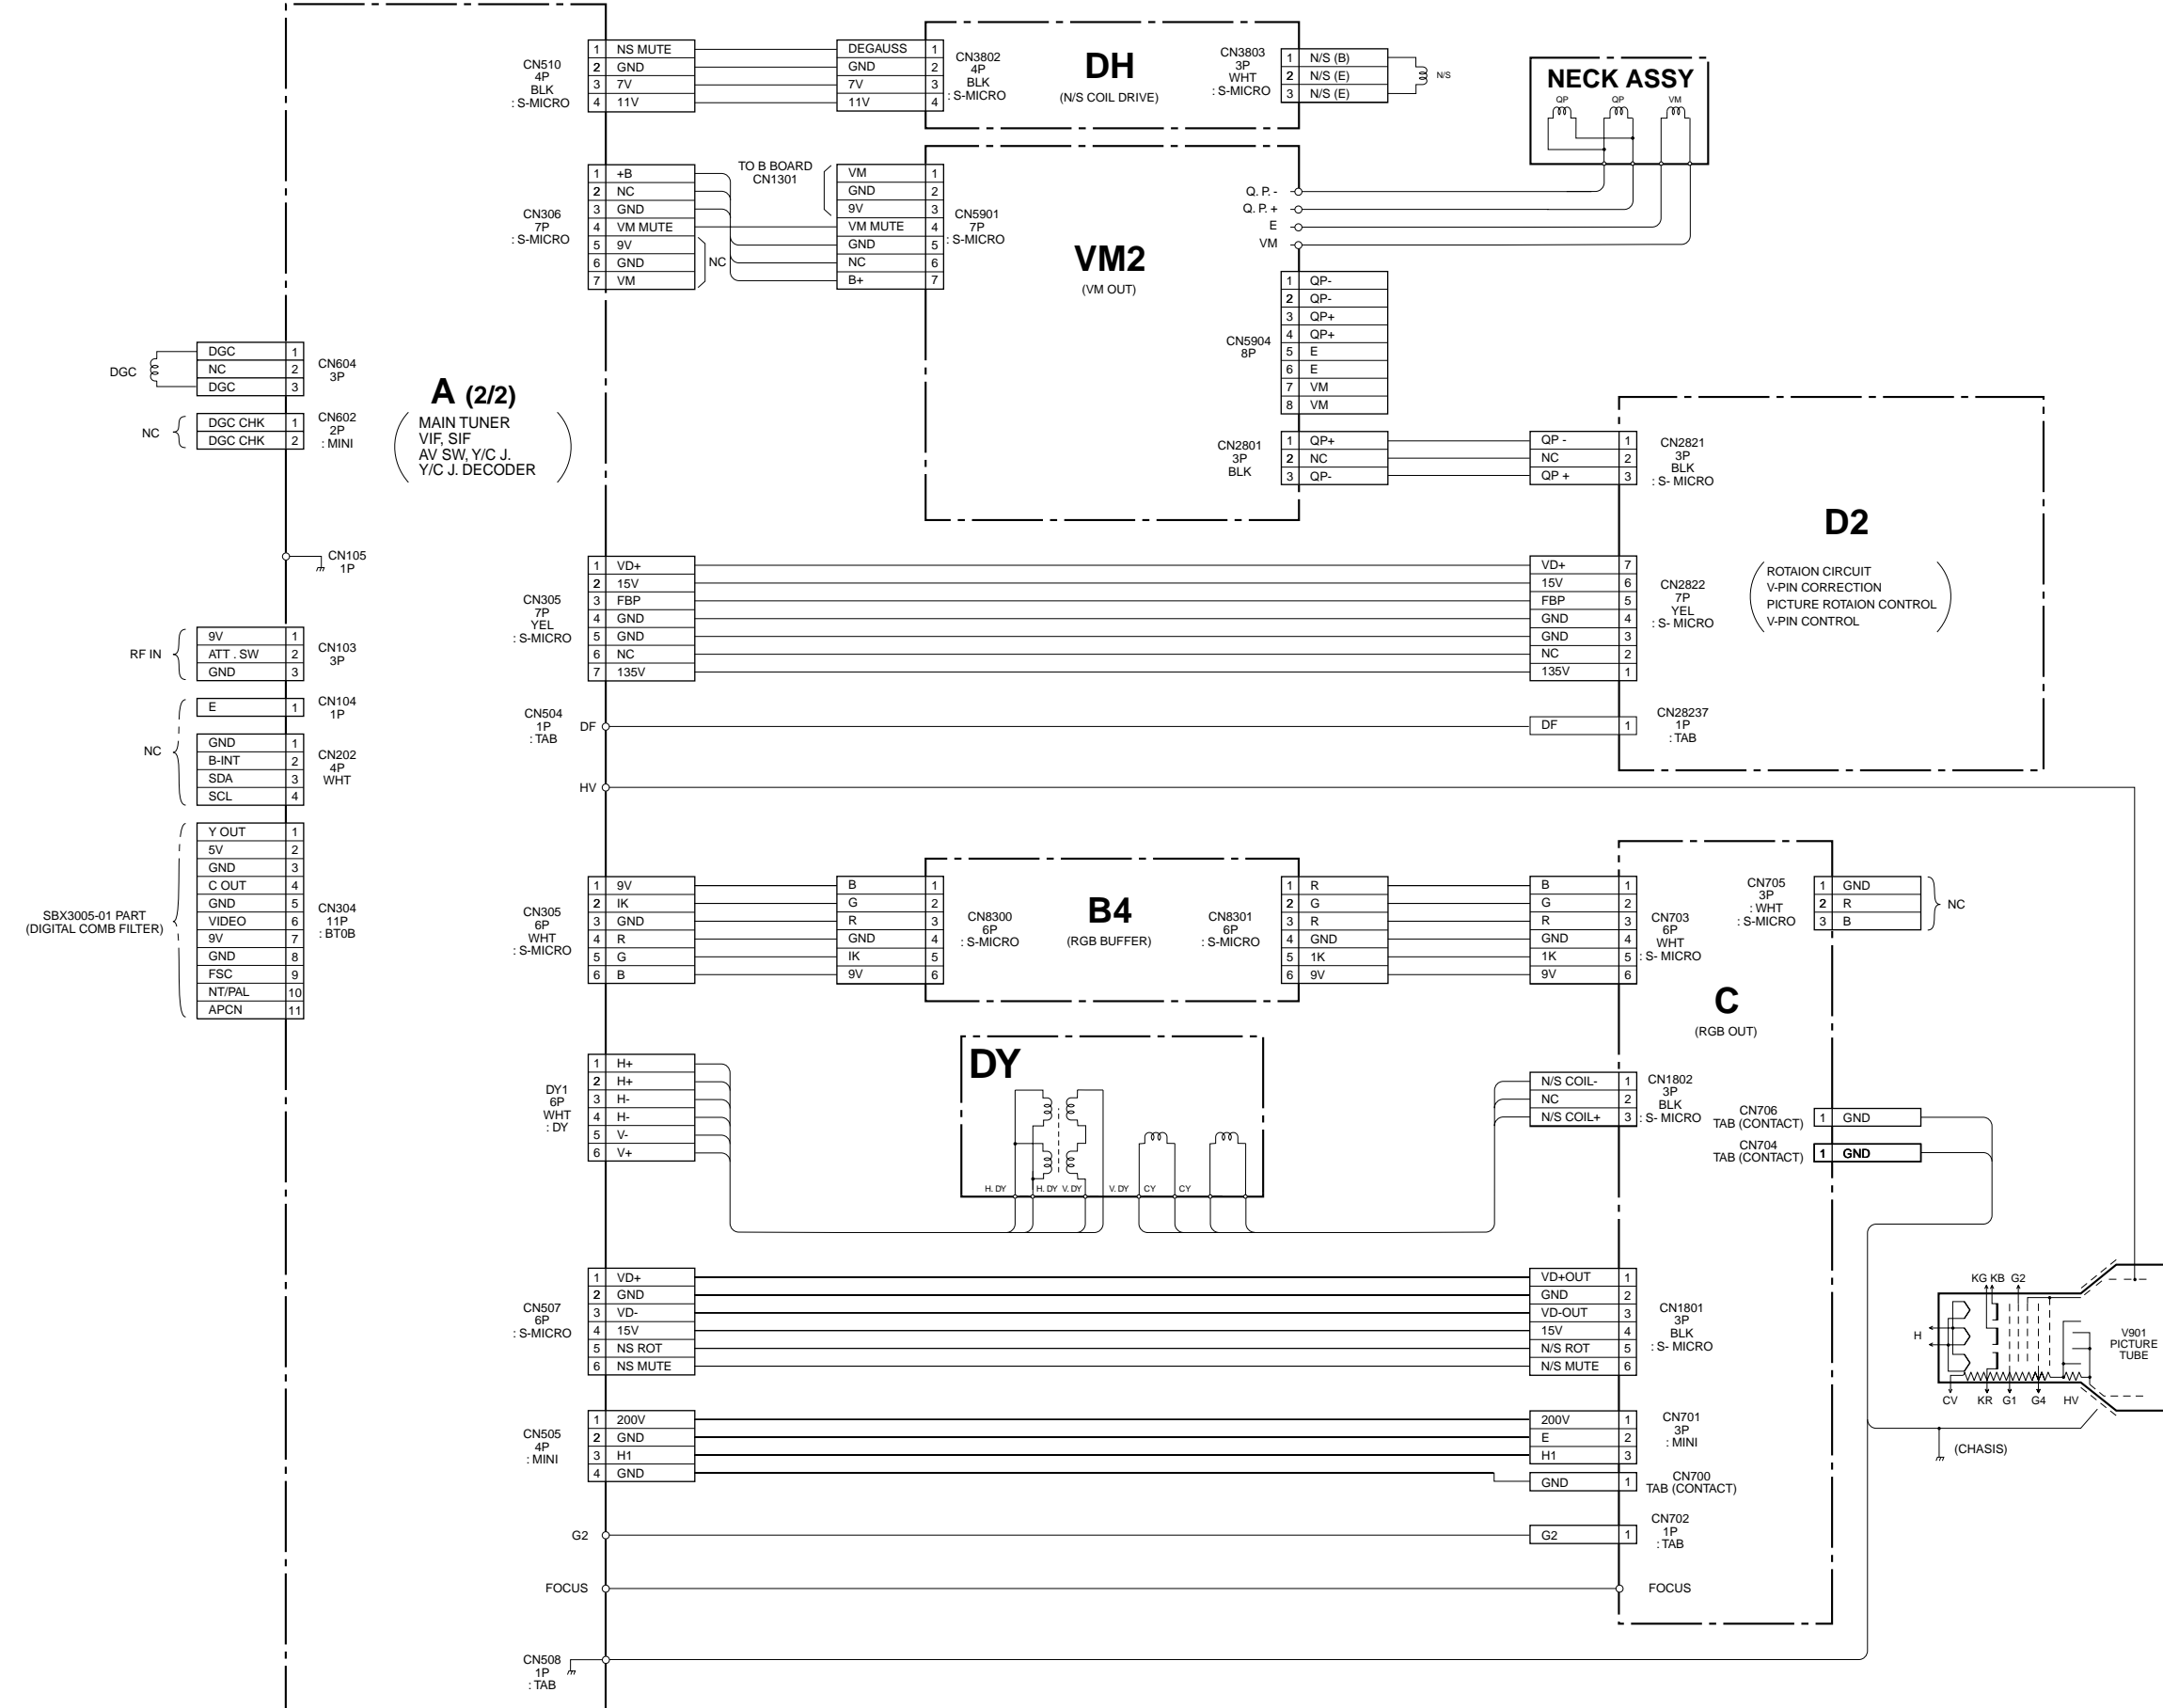 DGC
DGC 1
NC 2
DGC 3
CN604
3P
NC
DGC CHK 1
DGC CHK 2
CN602
2P
: MINI
A (2/2)
MAIN TUNER
VIF, SIF
AV SW, Y/C J.
Y/C J. DECODER
CN105
1P
RF IN
9V 1
ATT . SW 2
GND 3
CN103
3P
NC
E 1
CN104
1P
GND 1
B-INT 2
SDA 3
SCL 4
CN202
4P
WHT
SBX3005-01 PART
(DIGITAL COMB FILTER)
Y OUT 1
5V 2
GND 3
C OUT 4
GND 5
VIDEO 6
9V 7
GND 8
FSC 9
NT/PAL 10
APCN 11
CN304
11P
: BT0B
CN510
4P
BLK
: S-MICRO
1 NS MUTE
2 GND
3 7V
4 11V
DEGAUSS 1
GND 2
7V 3
11V 4
CN3802
4P
BLK
: S-MICRO
DH
(N/S COIL DRIVE)
CN3803
3P
WHT
: S-MICRO
1 N/S (B)
2 N/S (E)
3 N/S (E)
N/S
NECK ASSY
QP QP VM
CN306
7P
: S-MICRO
1 +B
2 NC
3 GND
4 VM MUTE
5 9V
6 GND
7 VM
NC
TO B BOARD
CN1301
VM 1
GND 2
9V 3
VM MUTE 4
GND 5
NC 6
B+ 7
CN5901
7P
: S-MICRO
VM2
(VM OUT)
Q. P. -
Q. P. +
E
VM
CN5904
8P
1 QP-
2 QP-
3 QP+
4 QP+
5 E
6 E
7 VM
8 VM
CN2801
3P
BLK
1 QP+
2 NC
3 QP-
QP - 1
NC 2
QP + 3
CN2821
3P
BLK
: S- MICRO
D2
ROTAION CIRCUIT
V-PIN CORRECTION
PICTURE ROTAION CONTROL
V-PIN CONTROL
CN305
7P
YEL
: S-MICRO
1 VD+
2 15V
3 FBP
4 GND
5 GND
6 NC
7 135V
VD+ 7
15V 6
FBP 5
GND 4
GND 3
NC 2
135V 1
CN2822
7P
YEL
: S- MICRO
CN504
1P
: TAB
DF
DF 1
CN28237
1P
: TAB
HV
CN305
6P
WHT
: S-MICRO
1 9V
2 IK
3 GND
4 R
5 G
6 B
B 1
G 2
R 3
GND 4
IK 5
9V 6
CN8300
6P
: S-MICRO
B4
(RGB BUFFER)
CN8301
6P
: S-MICRO
1 R
2 G
3 R
4 GND
5 1K
6 9V
B 1
G 2
R 3
GND 4
1K 5
9V 6
CN703
6P
WHT
: S- MICRO
CN705
3P
: WHT
: S-MICRO
1 GND
2 R
3 B
NC
C
(RGB OUT)
DY1
6P
WHT
: DY
1 H+
2 H+
3 H-
4 H-
5 V-
6 V+
DY
H. DY H. DY V. DY V. DY CY CY
N/S COIL- 1
NC 2
N/S COIL+ 3
CN1802
3P
BLK
: S- MICRO
CN706
TAB (CONTACT)
1 GND
CN704
TAB (CONTACT)
1 GND
CN507
6P
: S-MICRO
1 VD+
2 GND
3 VD-
4 15V
5 NS ROT
6 NS MUTE
VD+OUT 1
GND 2
VD-OUT 3
15V 4
N/S ROT 5
N/S MUTE 6
CN1801
3P
BLK
: S- MICRO
KG KB G2
H
V901
PICTURE
TUBE
CV KR G1 G4 HV
(CHASIS)
CN505
4P
: MINI
1 200V
2 GND
3 H1
4 GND
200V 1
E 2
H1 3
CN701
3P
: MINI
GND 1
CN700
TAB (CONTACT)
G2
G2 1
CN702
1P
: TAB
FOCUS
FOCUS
CN508
1P
: TAB